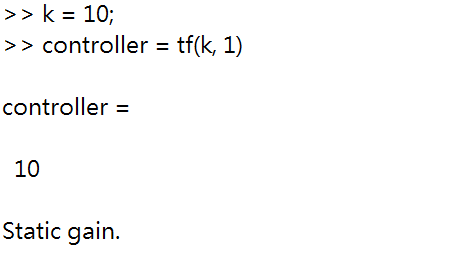 >> k = 10;
>> controller = tf(k, 1)
controller =
10
Static gain.